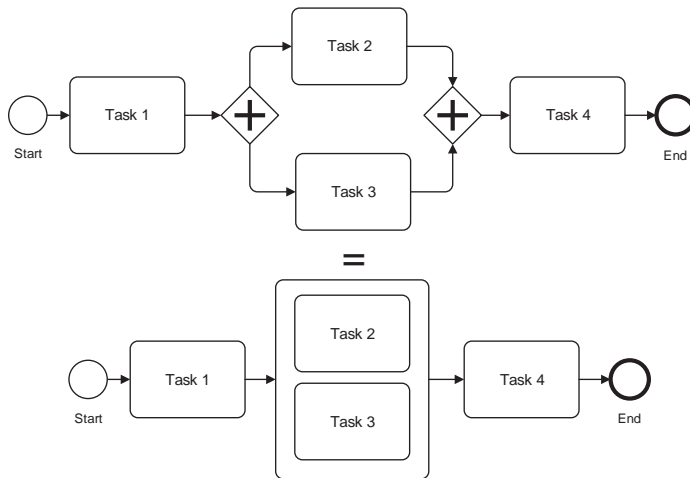 Task 2
Task 1
Task 4
Start
End
Task 3
=
Task 2
Task 1
Task 4
Start
End
Task 3